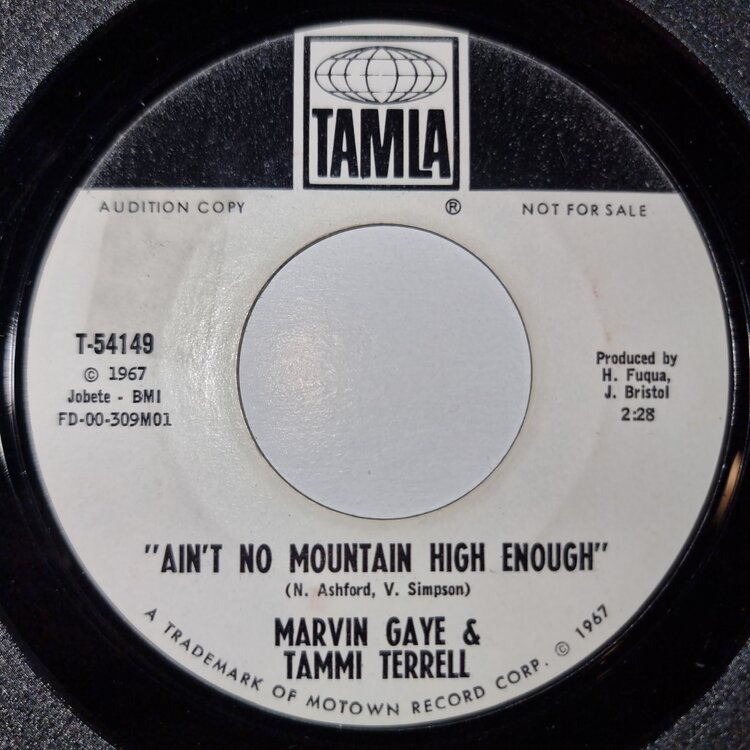 TAMLA
AUDITION COPY
®
NOT FOR SALE
T-54149
© 1967
Jobete - BMI
FD-00-309M01
Produced by
H. Fuqua,
J. Bristol
2:28
"AIN'T NO MOUNTAIN HIGH ENOUGH"
(N. Ashford, V. Simpson)
MARVIN GAYE &
TAMMI TERRELL
A TRADEMARK OF MOTOWN RECORD CORP. © 1967